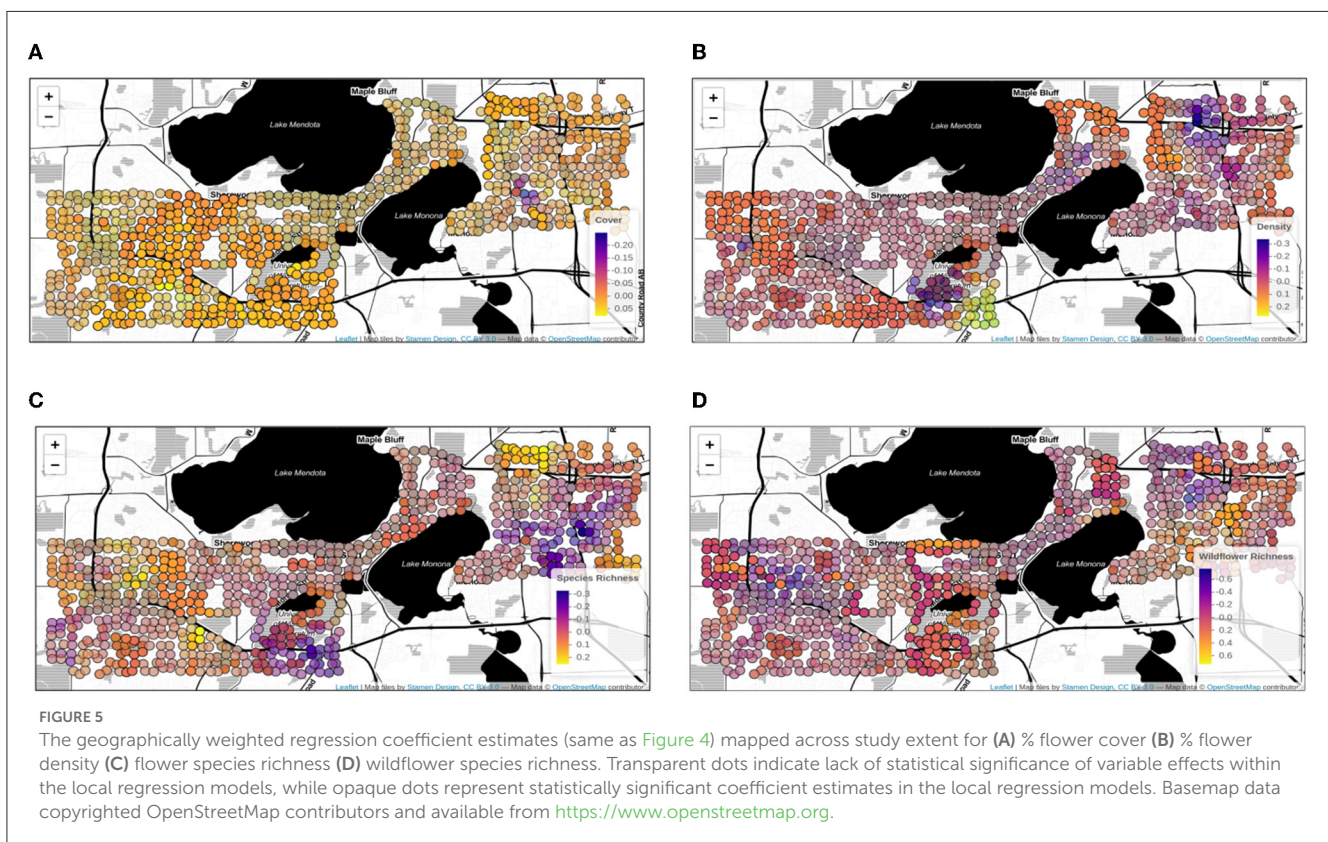 A
B
+
−
Maple Bluff
Lake Mendota
Lake Monona
Cover
-0.20
-0.15
-0.10
-0.05
0.00
0.05
County Road AB
Leaflet | Map tiles by Stamen Design, CC BY 3.0 — Map data © OpenStreetMap contributor
+
−
Maple Bluff
Lake Mendota
Lake Monona
Density
-0.3
-0.2
-0.1
0.0
0.1
0.2
Leaflet | Map tiles by Stamen Design, CC BY 3.0 — Map data © OpenStreetMap contributor
C
D
+
−
Maple Bluff
Lake Mendota
Lake Monona
Species Richness
-0.3
-0.2
-0.1
0.0
0.1
0.2
Leaflet | Map tiles by Stamen Design, CC BY 3.0 — Map data © OpenStreetMap contributor
+
−
Maple Bluff
Lake Mendota
Lake Monona
Wildflower Richness
-0.6
-0.4
0.2
0.0
0.2
0.4
0.6
Leaflet | Map tiles by Stamen Design, CC BY 3.0 — Map data © OpenStreetMap contributor
FIGURE 5
The geographically weighted regression coefficient estimates (same as Figure 4) mapped across study extent for (A) % flower cover (B) % flower
density (C) flower species richness (D) wildflower species richness. Transparent dots indicate lack of statistical significance of variable effects within
the local regression models, while opaque dots represent statistically significant coefficient estimates in the local regression models. Basemap data
copyrighted OpenStreetMap contributors and available from https://www.openstreetmap.org.